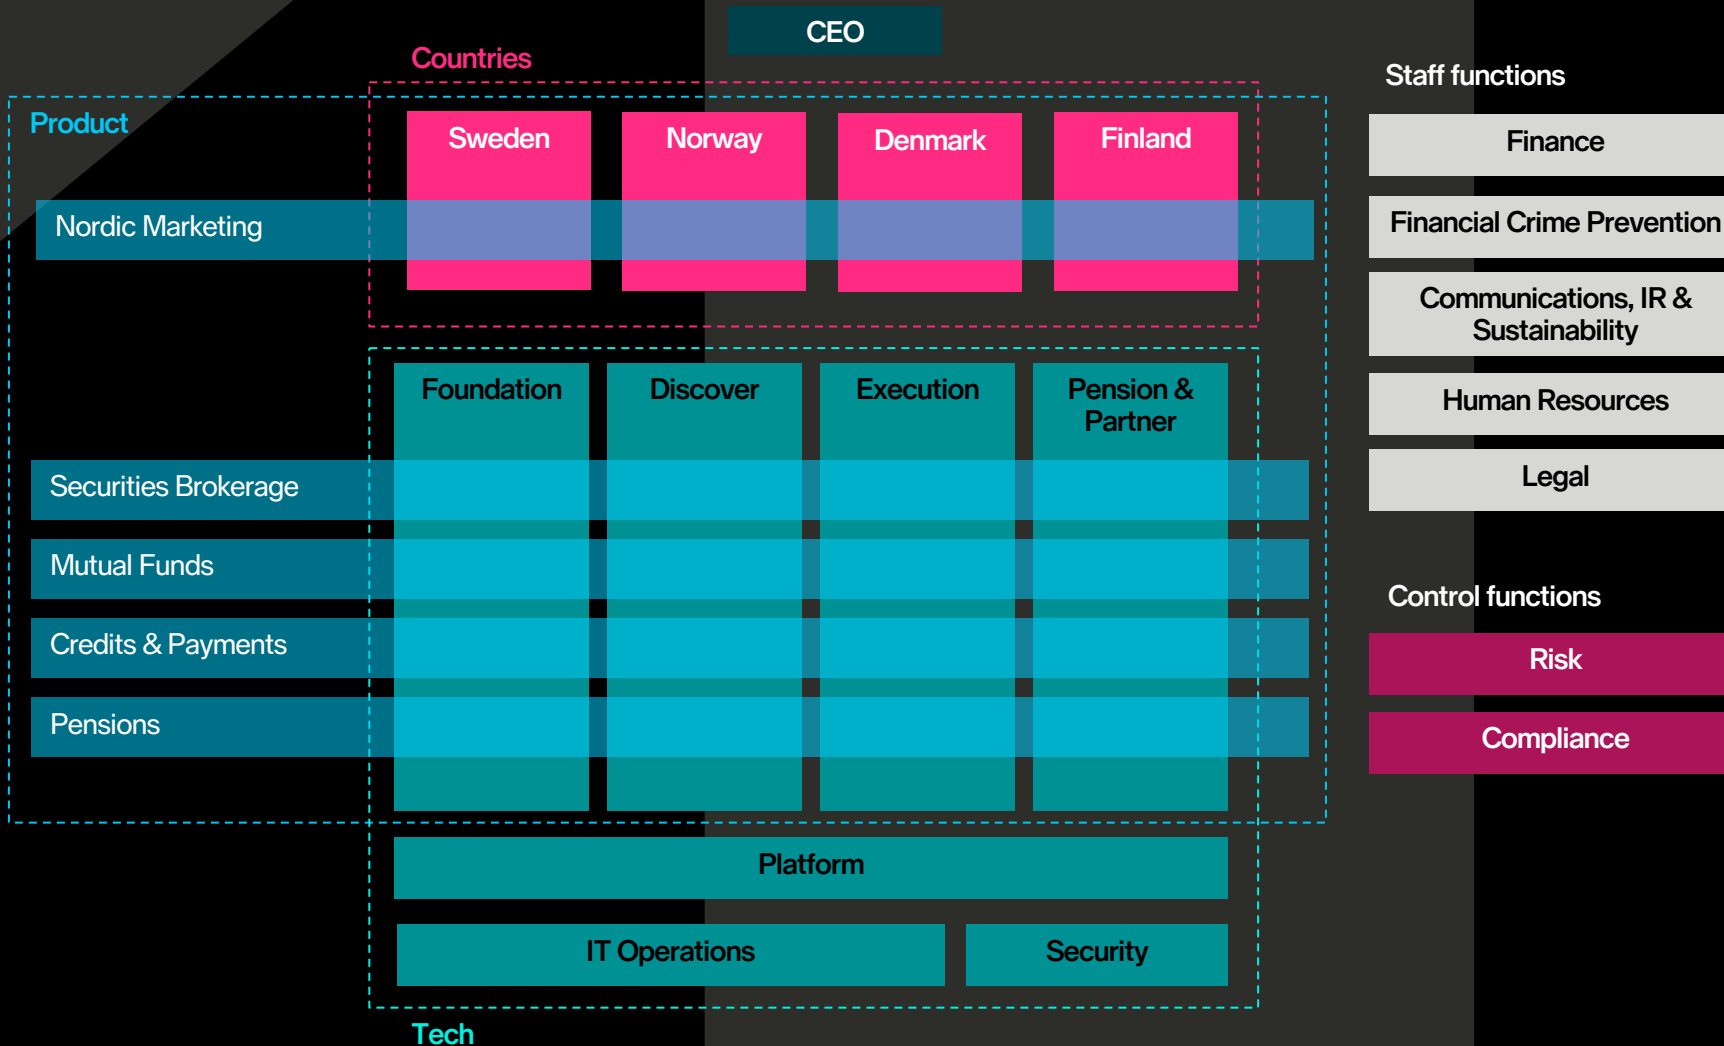 CEO
Countries
Product
Sweden
Norway
Denmark
Finland
Nordic Marketing
Foundation
Discover
Execution
Pension &
Partner
Securities Brokerage
Mutual Funds
Credits & Payments
Pensions
Platform
IT Operations
Security
Tech
Staff functions
Finance
Financial Crime Prevention
Communications, IR &
Sustainability
Human Resources
Legal
Control functions
Risk
Compliance